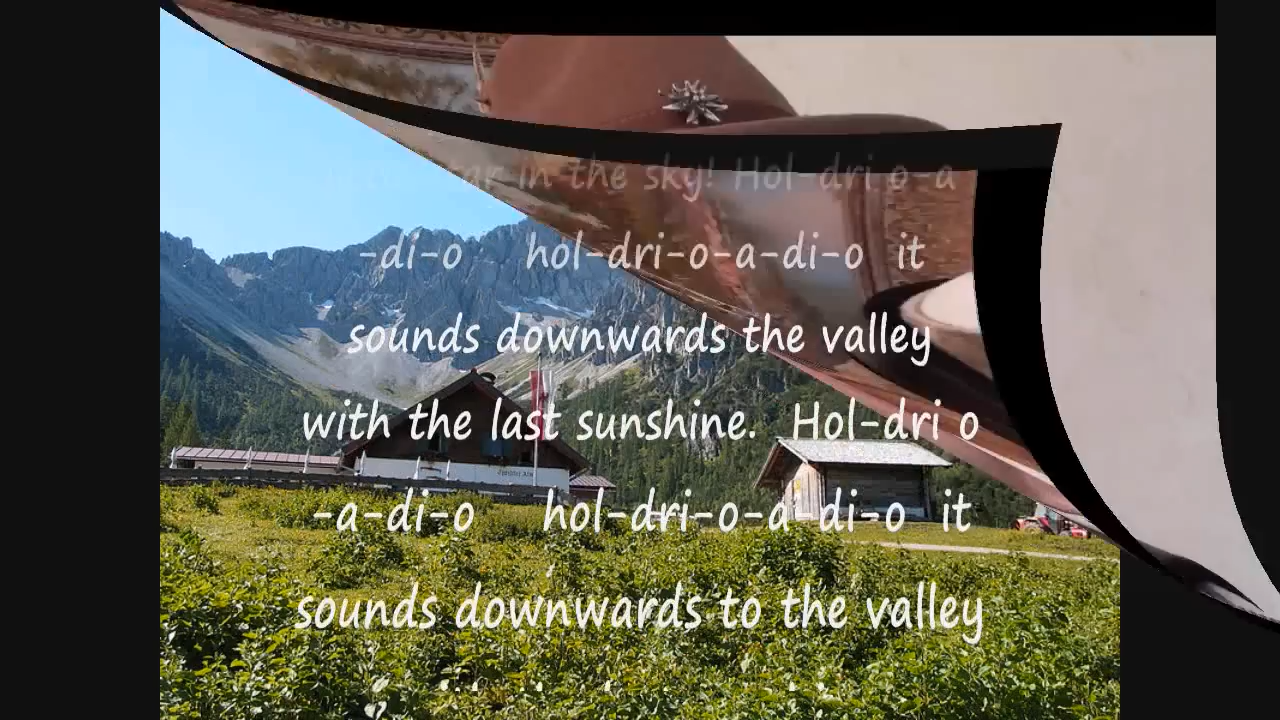 in the sky! Hol-dri o-a
-di-o hol-dri-o-a-di-o it
sounds downwards the valley
with the last sunshine. Hol-dri o
-a-di-o hol-dri-o-a-di-o it
sounds downwards to the valley